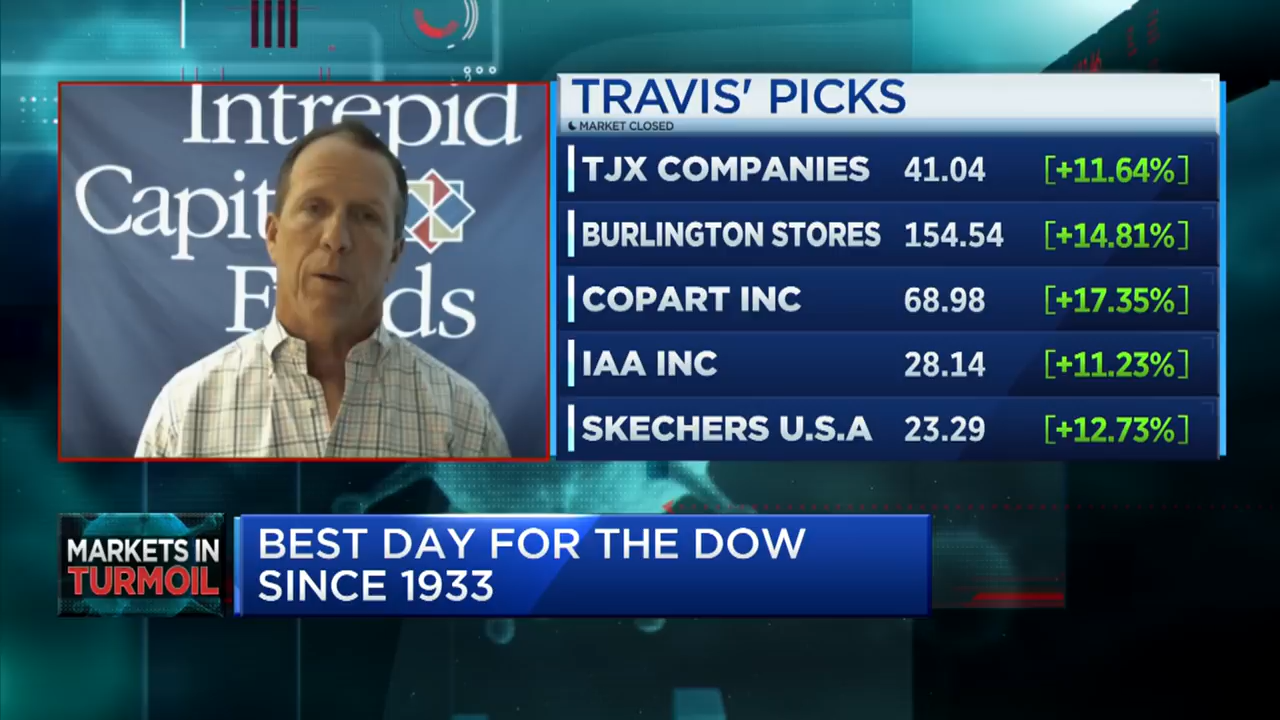 Intrepid
Capit
F ds
TRAVIS' PICKS
MARKET CLOSED
TJX COMPANIES 41.04 [+11.64%]
BURLINGTON STORES 154.54 [+14.81%]
COPART INC 68.98 [+17.35%]
IAA INC 28.14 [+11.23%]
SKECHERS U.S.A 23.29 [+12.73%]
MARKETS IN
TURMOIL
BEST DAY FOR THE DOW
SINCE 1933